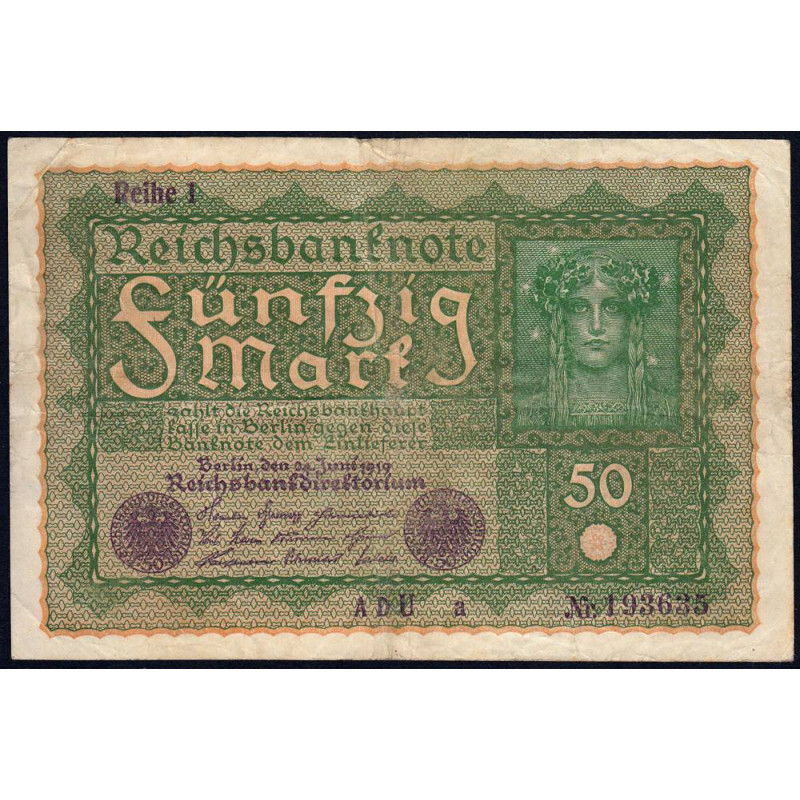 Reihe 1
Reichsbanknote
Fünfzig
Mark
zahlt die Reichsbankhaupt
kasse in Berlin gegen diese
Banknote dem Einlieferer
Berlin, den 24. Juni 1919
Reichsbankdirektorium
50
ADU a
№ 193635